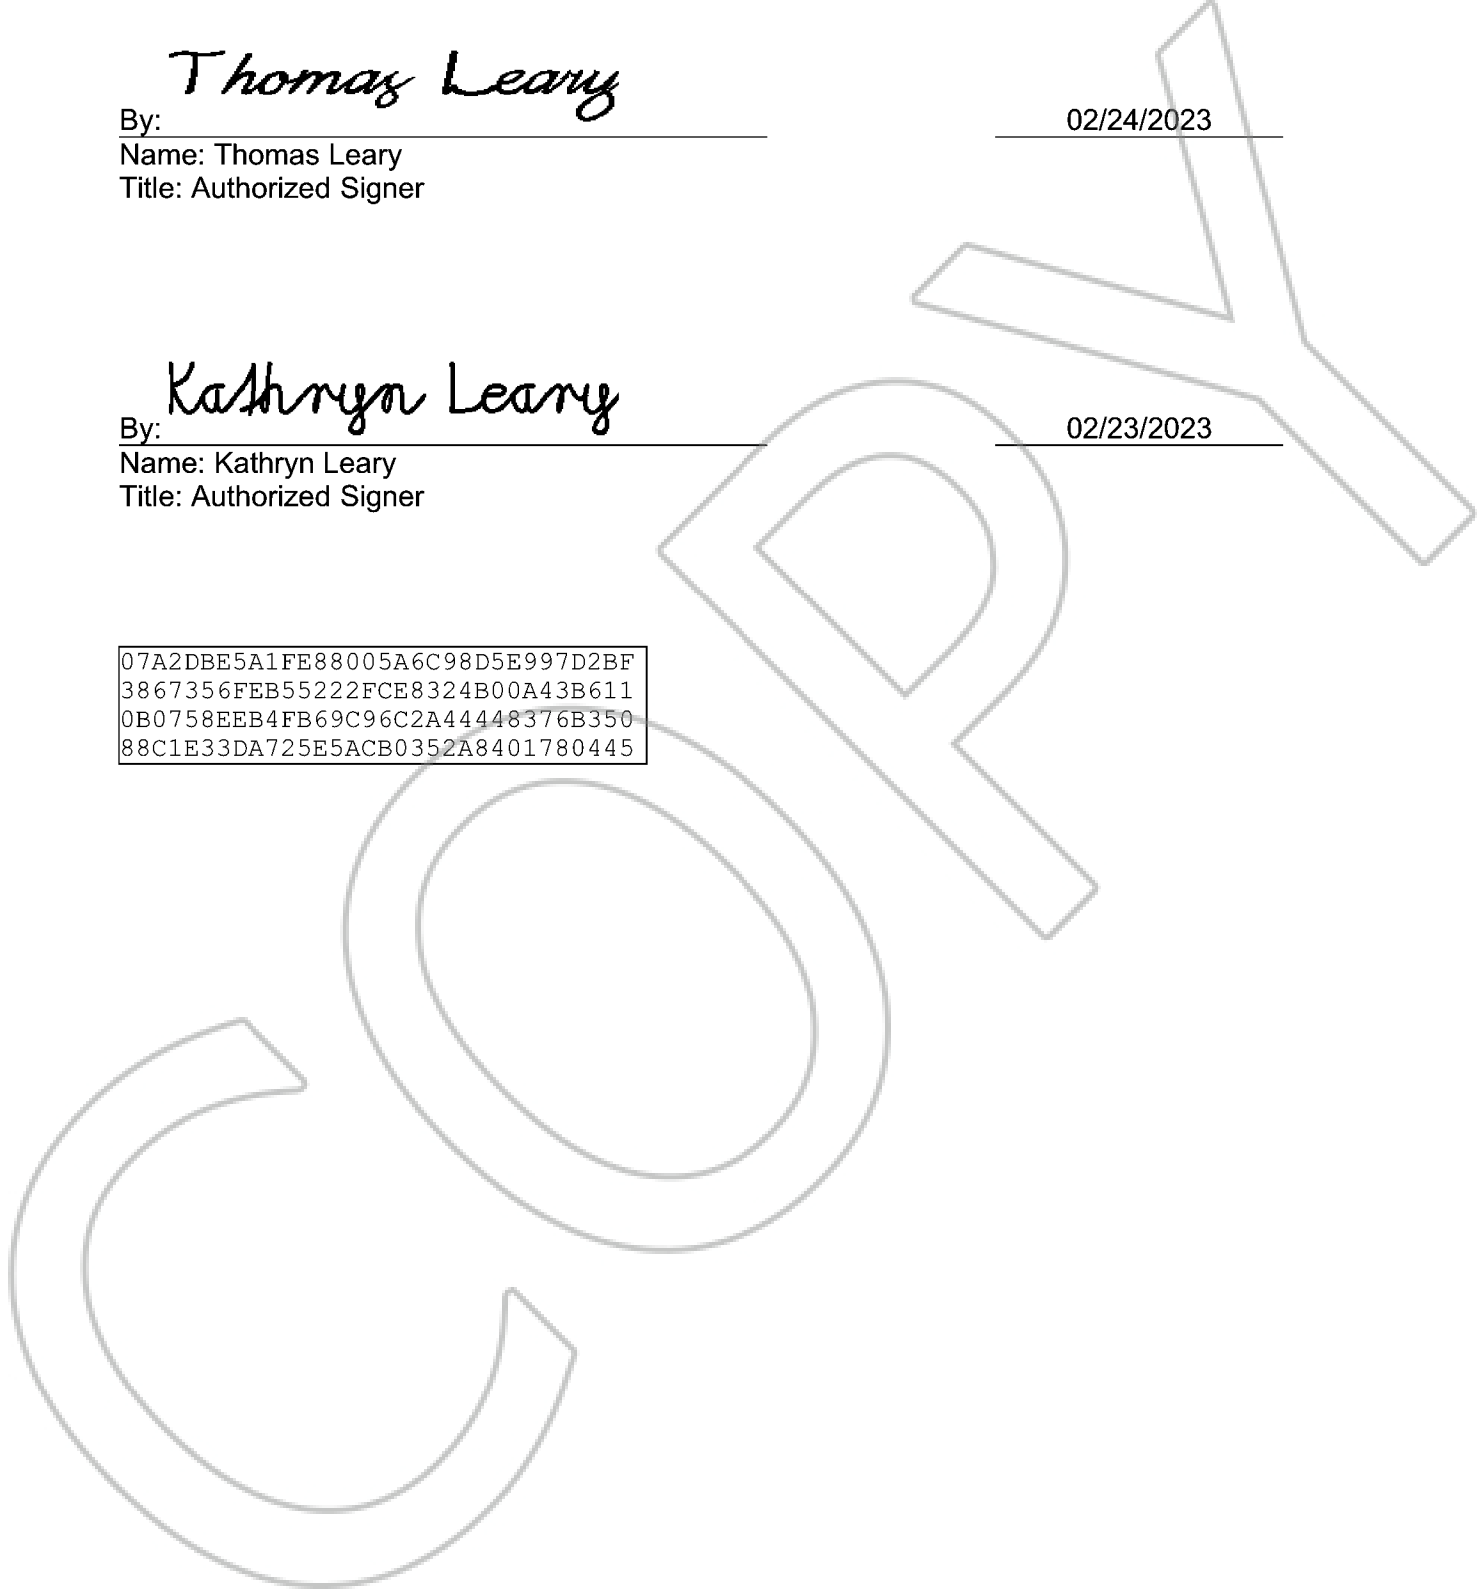 Thomas Leary
By: 02/24/2023
Name: Thomas Leary
Title: Authorized Signer
Kathryn Leary
By: 02/23/2023
Name: Kathryn Leary
Title: Authorized Signer
07A2DBE5A1FE88005A6C98D5E997D2BF
3867356FEB55222FCE8324B00A43B611
0B0758EEB4FB69C96C2A44448376B350
88C1E33DA725E5ACB0352A8401780445
COPY